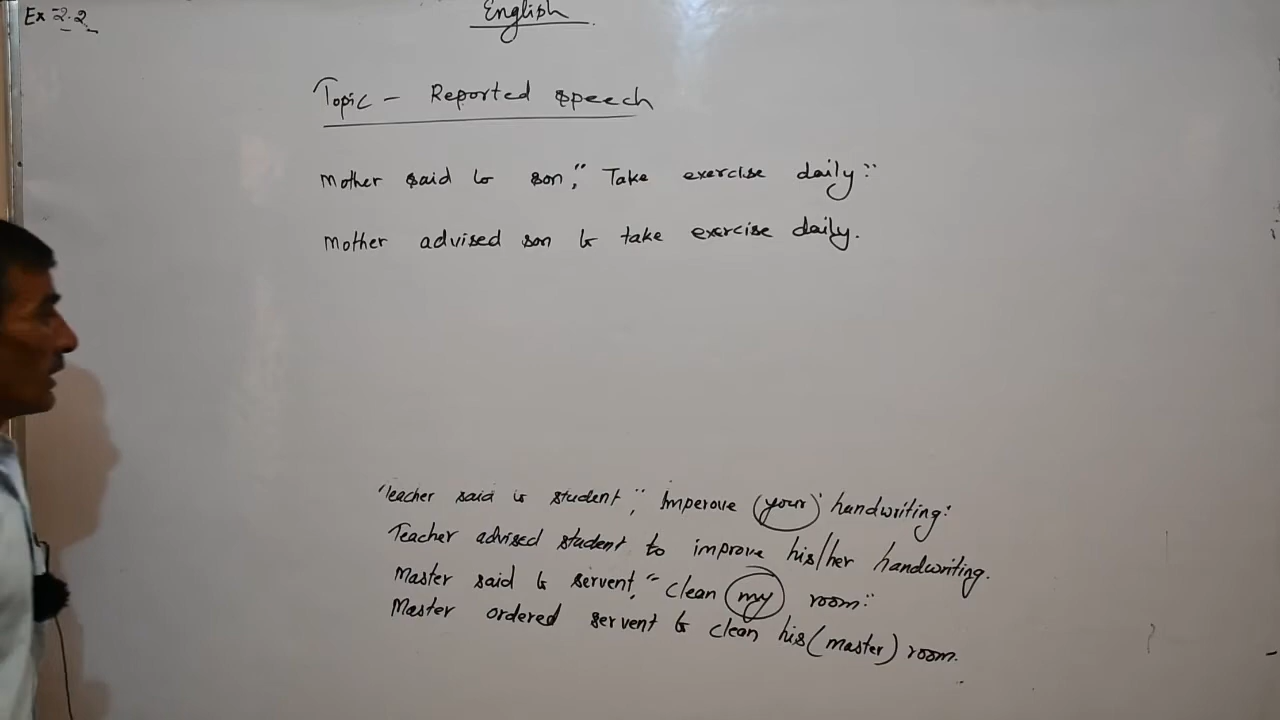 Ex 2.2
English
Topic - Reported speech
Mother said to son, "Take exercise daily."
Mother advised son to take exercise daily.
Teacher said to student, "Imperove your handwriting."
Teacher advised student to improve his/her handwriting.
Master said to servent, "clean my room."
Master ordered servent to clean his (master) room.